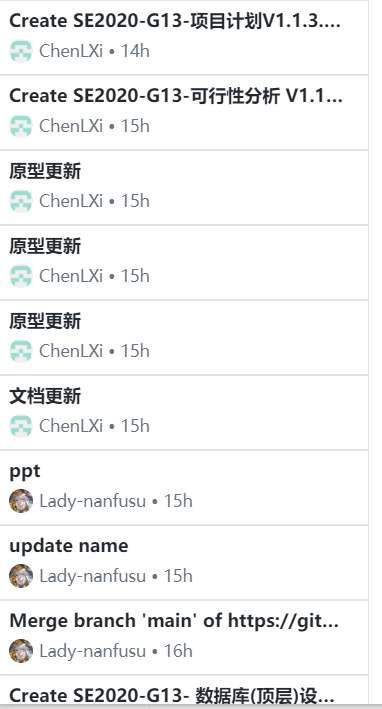 Create SE2020-G13-项目计划V1.1.3....
ChenLXi • 14h
Create SE2020-G13-可行性分析 V1.1...
ChenLXi • 15h
原型更新
ChenLXi • 15h
原型更新
ChenLXi • 15h
原型更新
ChenLXi • 15h
文档更新
ChenLXi • 15h
ppt
Lady-nanfusu • 15h
update name
Lady-nanfusu • 15h
Merge branch 'main' of https://git...
Lady-nanfusu • 16h
Create SE2020-G13- 数据库(顶层)设...